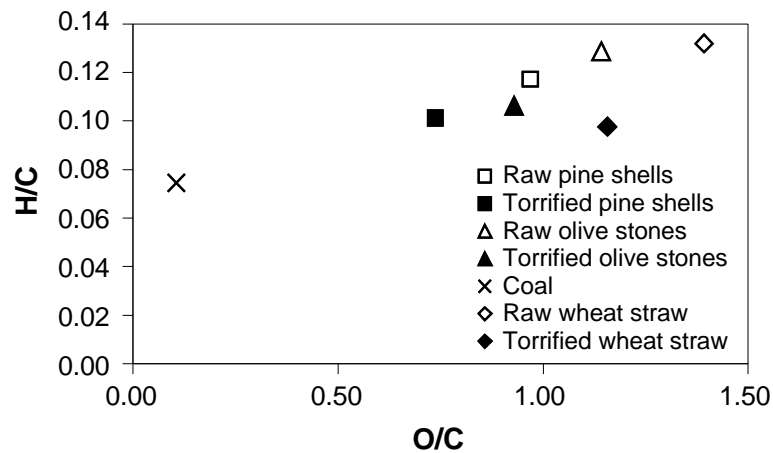 0.14
0.12
0.10
0.08
0.06
0.04
0.02
0.00
H/C
Raw pine shells
Torrified pine shells
Raw olive stones
Torrified olive stones
Coal
Raw wheat straw
Torrified wheat straw
0.00 0.50 1.00 1.50
O/C